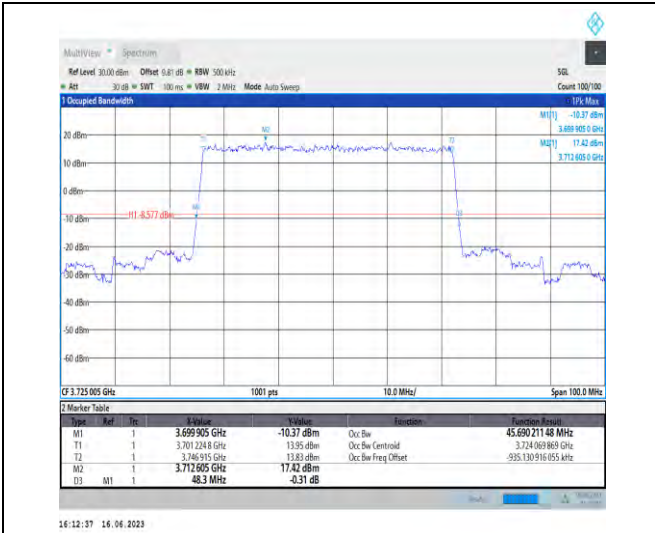 MultiView Spectrum
Ref Level 30.00 dBm Offset 9.81 dB RBW 500 kHz SGL
Att 30 dB SWT 100 ms VBW 2 MHz Mode Auto Sweep Count 100/100
1 Occupied Bandwidth 1Pk Max
M1[1] -10.37 dBm
3.699 905 0 GHz
M2[1] 17.42 dBm
3.712 605 0 GHz
20 dBm
T1 M2 T2
10 dBm
0 dBm
M1 D3
-10 dBm
H1 -8.577 dBm
-20 dBm
-30 dBm
-40 dBm
-50 dBm
-60 dBm
CF 3.725 005 GHz 1001 pts 10.0 MHz/ Span 100.0 MHz
2 Marker Table
Type Ref Trc X-Value Y-Value Function Function Result
M1 1 3.699 905 GHz -10.37 dBm Occ Bw 45.690 211 48 MHz
T1 1 3.701 224 8 GHz 13.95 dBm Occ Bw Centroid 3.724 069 869 GHz
T2 1 3.746 915 GHz 13.83 dBm Occ Bw Freq Offset -935.130 916 055 kHz
M2 1 3.712 605 GHz 17.42 dBm
D3 M1 1 48.3 MHz -0.31 dB
16:12:37 16.06.2023